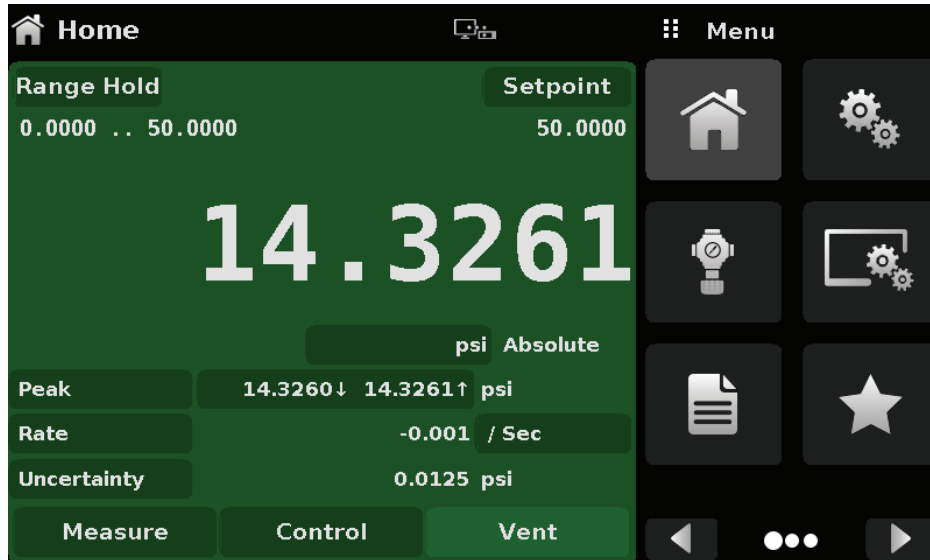 Home
Menu
Range Hold Setpoint
0.0000 .. 50.0000 50.0000
14.3261
psi Absolute
Peak 14.3260↓ 14.3261↑ psi
Rate -0.001 / Sec
Uncertainty 0.0125 psi
Measure Control Vent